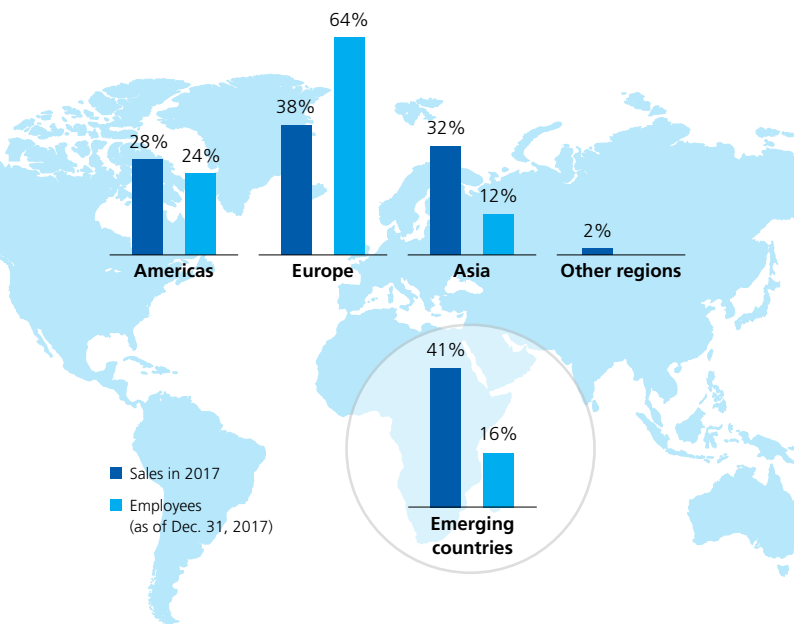 64%
38%
32%
28%
24%
12%
2%
Americas
Europe
Asia
Other regions
41%
16%
Sales in 2017
Employees
(as of Dec. 31, 2017)
Emerging
countries